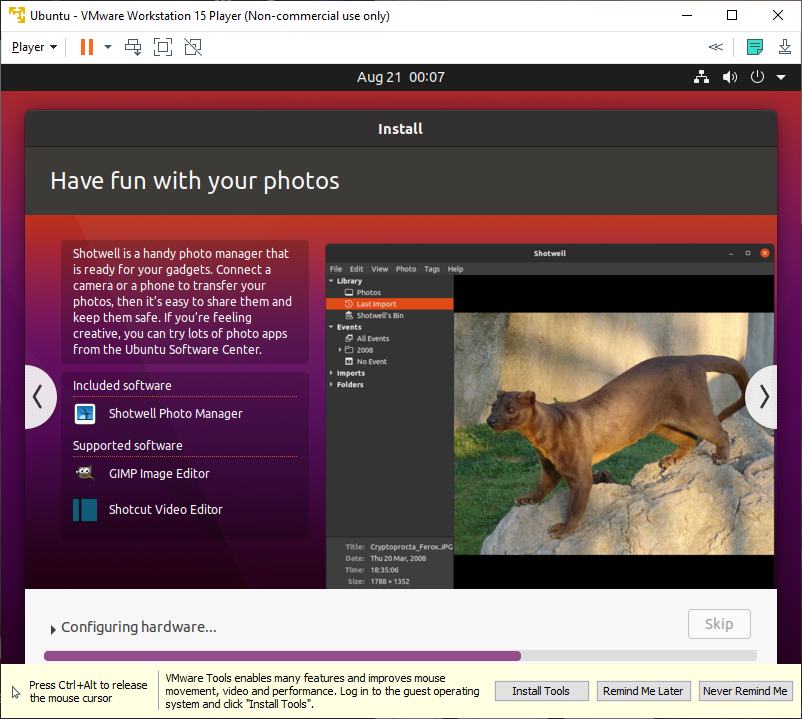 Ubuntu - VMware Workstation 15 Player (Non-commercial use only)
Player
Aug 21 00:07
Install
Have fun with your photos
Shotwell is a handy photo manager that
is ready for your gadgets. Connect a
camera or a phone to transfer your
photos, then it's easy to share them and
keep them safe. If you're feeling
creative, you can try lots of photo apps
from the Ubuntu Software Center.
Included software
Shotwell Photo Manager
Supported software
GIMP Image Editor
Shotcut Video Editor
Shotwell
File Edit View Photo Tags Help
Library
Photos
Last Import
Shotwell's Bin
Events
All Events
2008
No Event
Imports
Folders
Title: Cryptoprocta_Ferox.JPG
Date: Thu 20 Mar, 2008
Time: 18:35:06
Size: 1788 × 1352
Configuring hardware...
Skip
Press Ctrl+Alt to release
the mouse cursor
VMware Tools enables many features and improves mouse
movement, video and performance. Log in to the guest operating
system and click "Install Tools".
Install Tools
Remind Me Later
Never Remind Me